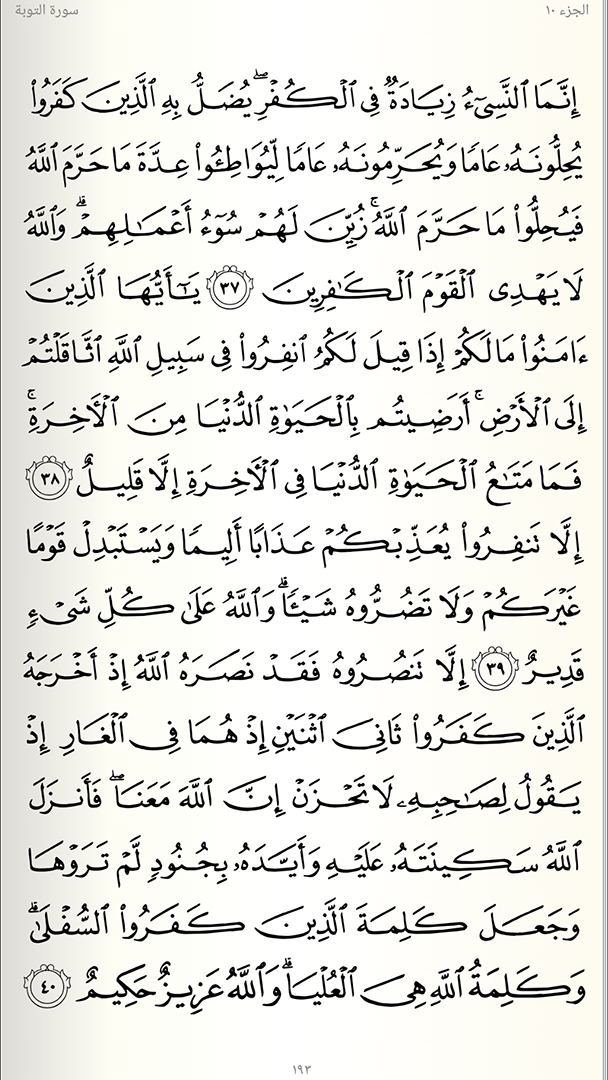 الجزء ١٠
سورة التوبة
إِنَّمَا ٱلنَّسِىٓءُ زِيَادَةٌ فِى ٱلْكُفْرِ ۖ يُضَلُّ بِهِ ٱلَّذِينَ كَفَرُوا۟
يُحِلُّونَهُۥ عَامًا وَيُحَرِّمُونَهُۥ عَامًا لِّيُوَاطِـُٔوا۟ عِدَّةَ مَا حَرَّمَ ٱللَّهُ
فَيُحِلُّوا۟ مَا حَرَّمَ ٱللَّهُ ۚ زُيِّنَ لَهُمْ سُوٓءُ أَعْمَـٰلِهِمْ ۗ وَٱللَّهُ
لَا يَهْدِى ٱلْقَوْمَ ٱلْكَـٰفِرِينَ ٣٧ يَـٰٓأَيُّهَا ٱلَّذِينَ
ءَامَنُوا۟ مَا لَكُمْ إِذَا قِيلَ لَكُمُ ٱنفِرُوا۟ فِى سَبِيلِ ٱللَّهِ ٱثَّاقَلْتُمْ
إِلَى ٱلْأَرْضِ ۚ أَرَضِيتُم بِٱلْحَيَوٰةِ ٱلدُّنْيَا مِنَ ٱلْـَٔاخِرَةِ ۚ
فَمَا مَتَـٰعُ ٱلْحَيَوٰةِ ٱلدُّنْيَا فِى ٱلْـَٔاخِرَةِ إِلَّا قَلِيلٌ ٣٨
إِلَّا تَنفِرُوا۟ يُعَذِّبْكُمْ عَذَابًا أَلِيمًا وَيَسْتَبْدِلْ قَوْمًا
غَيْرَكُمْ وَلَا تَضُرُّوهُ شَيْـًٔا ۗ وَٱللَّهُ عَلَىٰ كُلِّ شَىْءٍ
قَدِيرٌ ٣٩ إِلَّا تَنصُرُوهُ فَقَدْ نَصَرَهُ ٱللَّهُ إِذْ أَخْرَجَهُ
ٱلَّذِينَ كَفَرُوا۟ ثَانِىَ ٱثْنَيْنِ إِذْ هُمَا فِى ٱلْغَارِ إِذْ
يَقُولُ لِصَـٰحِبِهِۦ لَا تَحْزَنْ إِنَّ ٱللَّهَ مَعَنَا ۖ فَأَنزَلَ
ٱللَّهُ سَكِينَتَهُۥ عَلَيْهِ وَأَيَّدَهُۥ بِجُنُودٍ لَّمْ تَرَوْهَا
وَجَعَلَ كَلِمَةَ ٱلَّذِينَ كَفَرُوا۟ ٱلسُّفْلَىٰ ۗ
وَكَلِمَةُ ٱللَّهِ هِىَ ٱلْعُلْيَا ۗ وَٱللَّهُ عَزِيزٌ حَكِيمٌ ٤٠
١٩٣